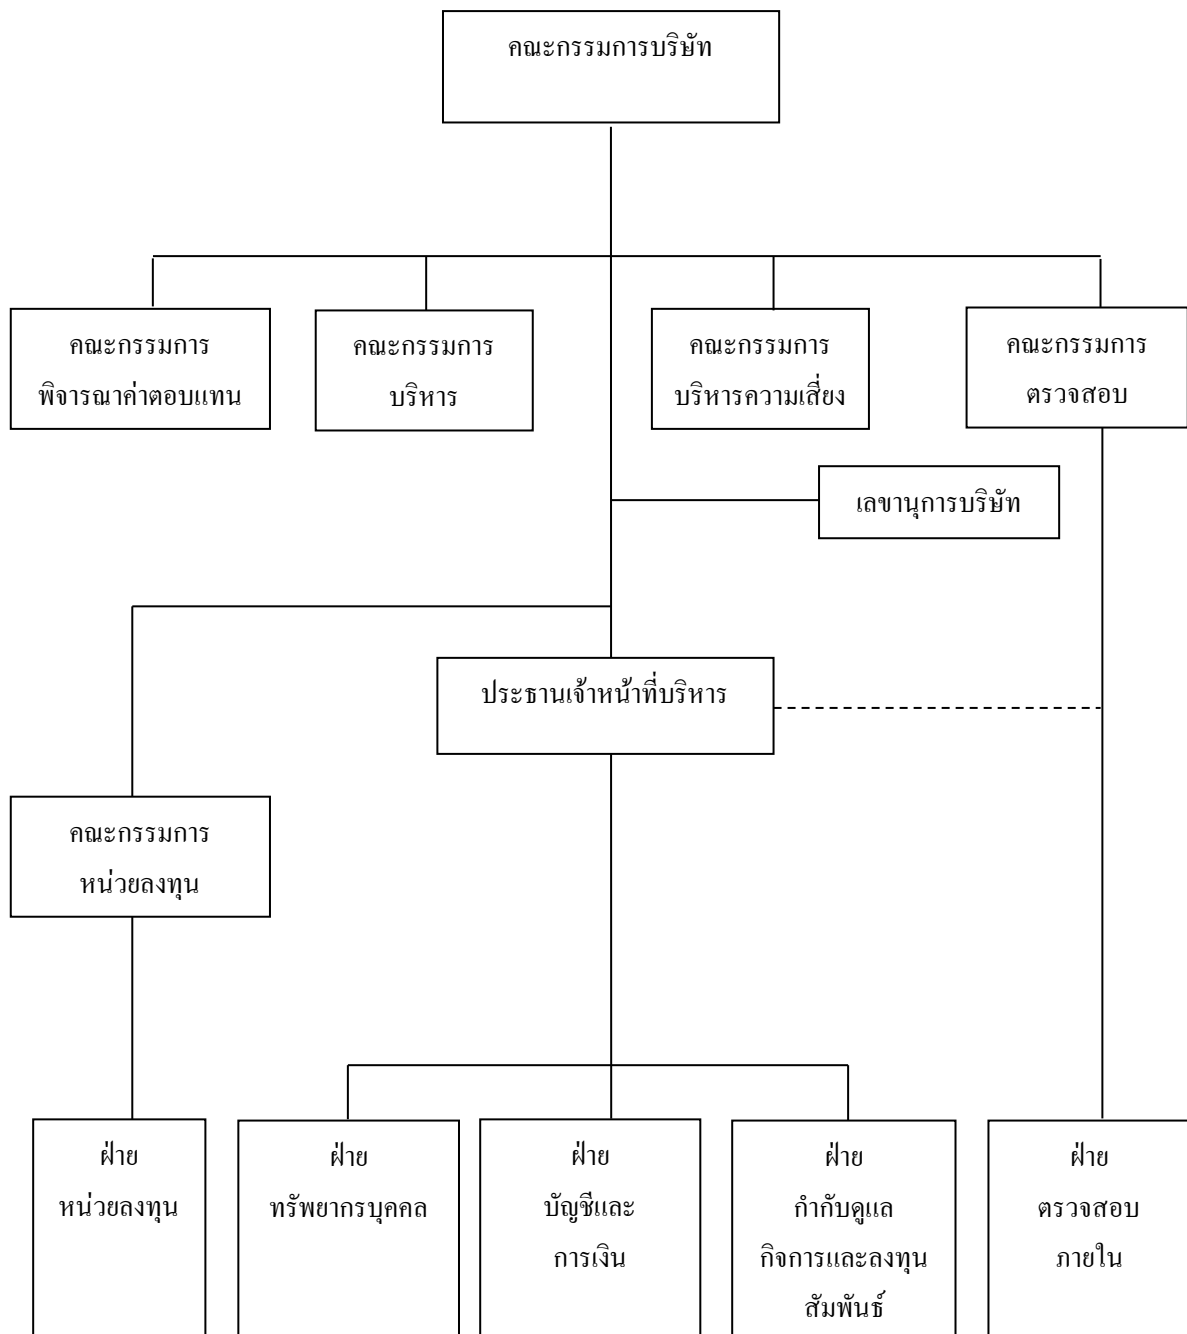 คณะกรรมการบริษัท
คณะกรรมการ
พิจารณาค่าตอบแทน
คณะกรรมการ
บริหาร
คณะกรรมการ
บริหารความเสี่ยง
คณะกรรมการ
ตรวจสอบ
เลขานุการบริษัท
ประธานเจ้าหน้าที่บริหาร
คณะกรรมการ
หน่วยลงทุน
ฝ่าย
หน่วยลงทุน
ฝ่าย
ทรัพยากรบุคคล
ฝ่าย
บัญชีและ
การเงิน
ฝ่าย
กำกับดูแล
กิจการและลงทุน
สัมพันธ์
ฝ่าย
ตรวจสอบ
ภายใน